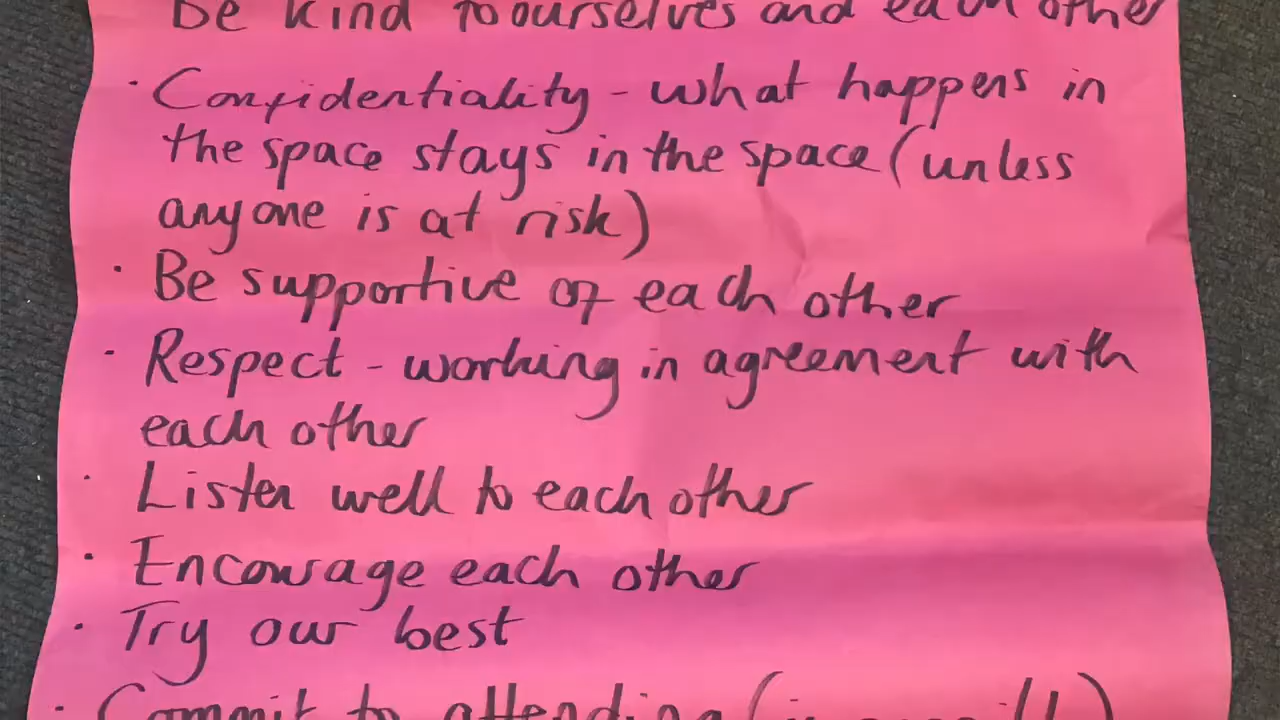 Be kind to ourselves and each other
· Confidentiality - what happens in
the space stays in the space (unless
anyone is at risk)
· Be supportive of each other
- Respect - working in agreement with
each other
· Listen well to each other
· Encourage each other
· Try our best
· Commit to attending (